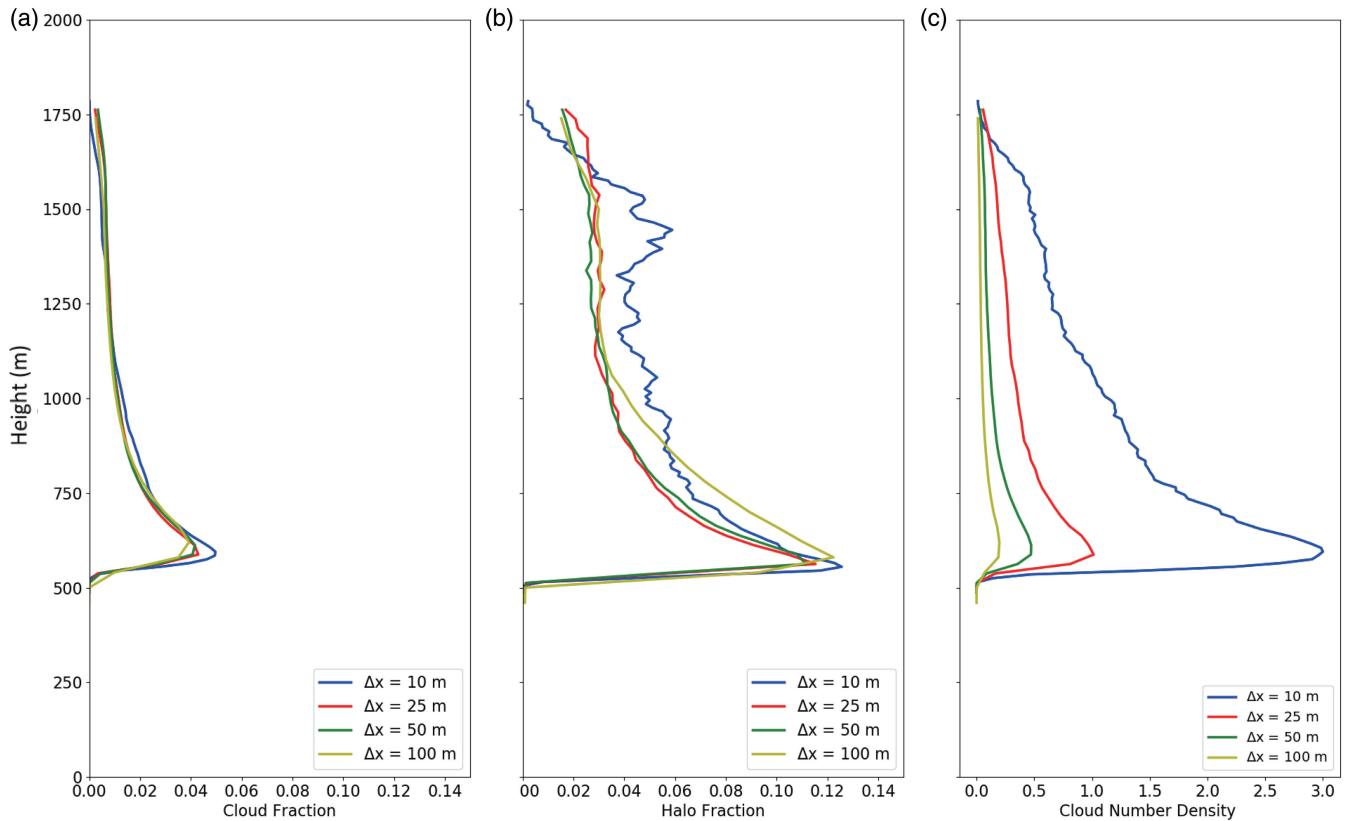 (a)
(b)
(c)
Height (m)
2000
1750
1500
1250
1000
750
500
250
0
Δx = 10 m
Δx = 25 m
Δx = 50 m
Δx = 100 m
0.00 0.02 0.04 0.06 0.08 0.10 0.12 0.14
Cloud Fraction
Δx = 10 m
Δx = 25 m
Δx = 50 m
Δx = 100 m
0.00 0.02 0.04 0.06 0.08 0.10 0.12 0.14
Halo Fraction
Δx = 10 m
Δx = 25 m
Δx = 50 m
Δx = 100 m
0.0 0.5 1.0 1.5 2.0 2.5 3.0
Cloud Number Density